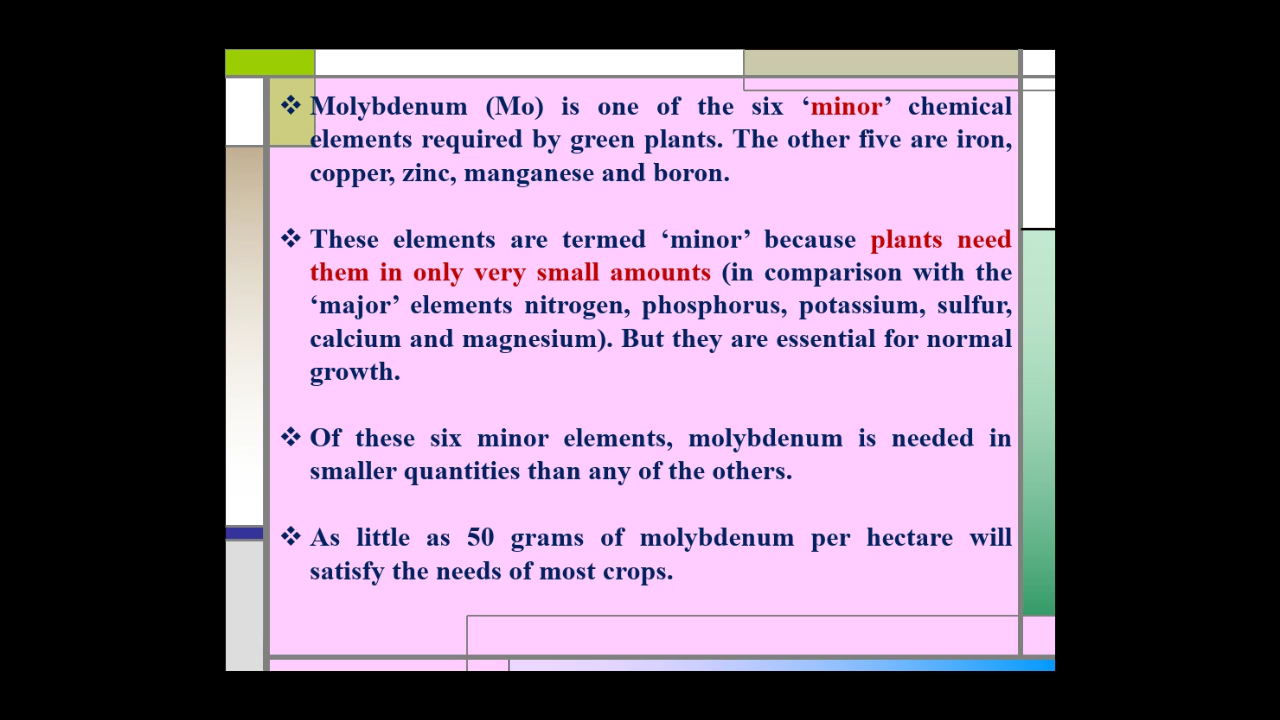 ❖ Molybdenum (Mo) is one of the six ‘minor’ chemical
elements required by green plants. The other five are iron,
copper, zinc, manganese and boron.
❖ These elements are termed ‘minor’ because plants need
them in only very small amounts (in comparison with the
‘major’ elements nitrogen, phosphorus, potassium, sulfur,
calcium and magnesium). But they are essential for normal
growth.
❖ Of these six minor elements, molybdenum is needed in
smaller quantities than any of the others.
❖ As little as 50 grams of molybdenum per hectare will
satisfy the needs of most crops.